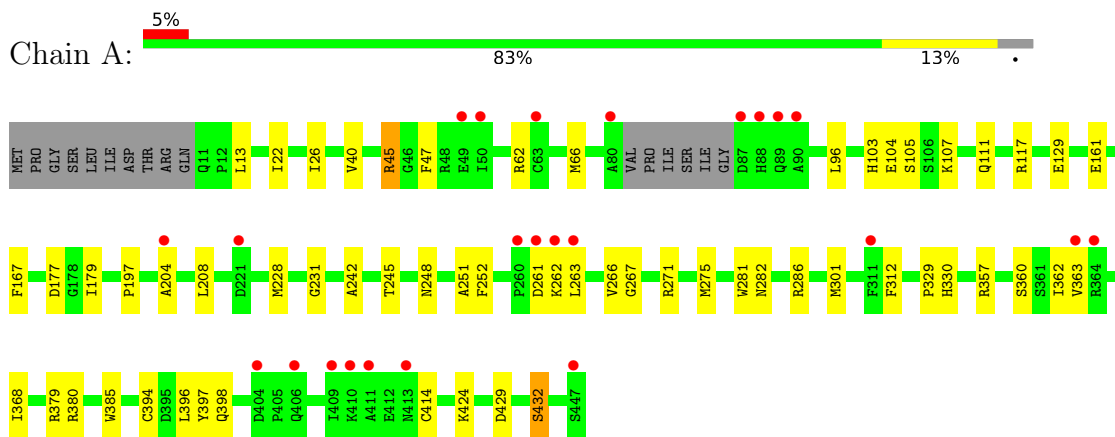 5%
Chain A:
83% 13% •
MET PRO GLY SER LEU ILE ASP THR ARG GLN Q11 P12 L13 I22 I26 V40 R45 G46 F47 R48 E49 I50 R62 C63 M66 A80 VAL PRO ILE SER ILE GLY D87 H88 Q89 A90 L96 H103 E104 S105 S106 K107 Q111 R117 E129 E161
F167 D177 G178 I179 P197 A204 L208 D221 M228 G231 A242 T245 N248 A251 F252 P260 D261 K262 L263 V266 G267 R271 M275 W281 N282 R286 M301 F311 F312 P329 H330 R357 S360 S361 I362 V363 R364
I368 R379 R380 W385 C394 D395 L396 Y397 Q398 D404 P405 Q406 I409 K410 A411 E412 N413 C414 K424 D429 S432 S447